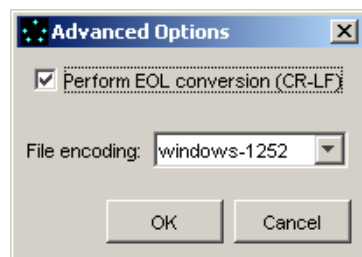 Advanced Options
Perform EOL conversion (CR-LF)
File encoding: windows-1252
OK Cancel